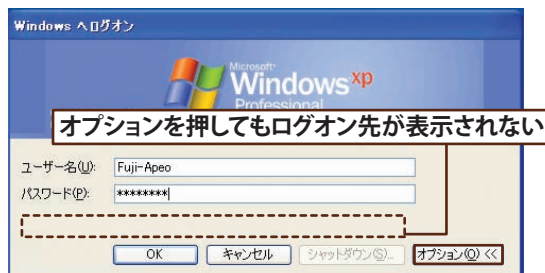 Windows へログオン
Microsoft
Windows xp
Professional
オプションを押してもログオン先が表示されない
ユーザー名(U): Fuji-Apeo
パスワード(P): ********
OK キャンセル シャットダウン(S)... オプション(O) <<